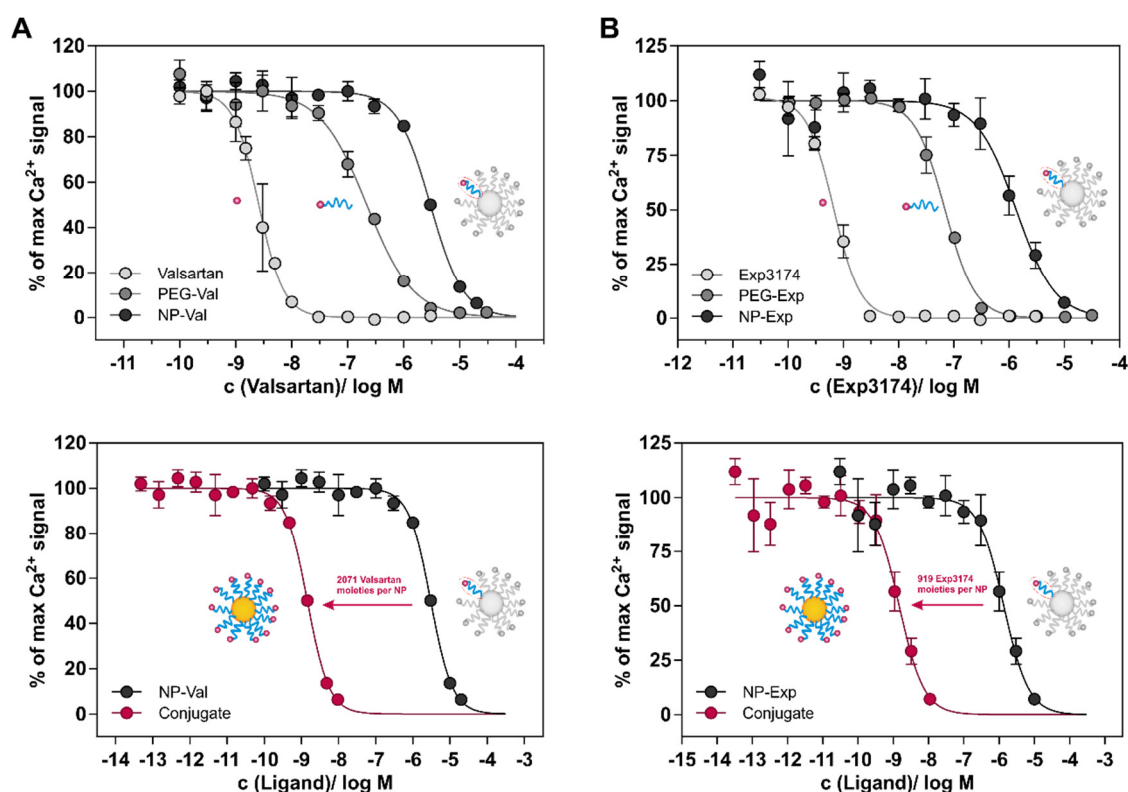 A
120
100
80
60
40
20
0
% of max Ca²⁺ signal
Valsartan
PEG-Val
NP-Val
-11 -10 -9 -8 -7 -6 -5 -4
c (Valsartan)/ log M
B
125
100
75
50
25
0
% of max Ca²⁺ signal
Exp3174
PEG-Exp
NP-Exp
-12 -11 -10 -9 -8 -7 -6 -5 -4
c (Exp3174)/ log M
120
100
80
60
40
20
0
% of max Ca²⁺ signal
2071 Valsartan
moieties per NP
NP-Val
Conjugate
-14 -13 -12 -11 -10 -9 -8 -7 -6 -5 -4 -3
c (Ligand)/ log M
125
100
75
50
25
0
% of max Ca²⁺ signal
919 Exp3174
moieties per NP
NP-Exp
Conjugate
-15 -14 -13 -12 -11 -10 -9 -8 -7 -6 -5 -4 -3
c (Ligand)/ log M